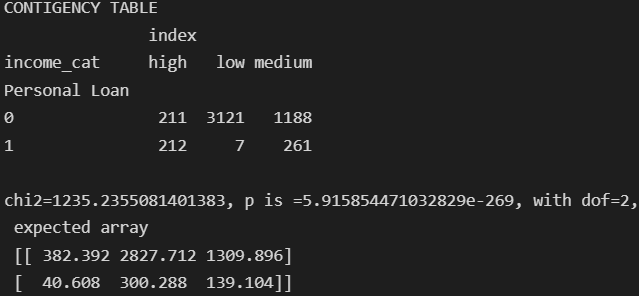 CONTIGENCY TABLE
index
income_cat high low medium
Personal Loan
0 211 3121 1188
1 212 7 261
chi2=1235.2355081401383, p is =5.915854471032829e-269, with dof=2,
expected array
[[ 382.392 2827.712 1309.896]
[ 40.608 300.288 139.104]]